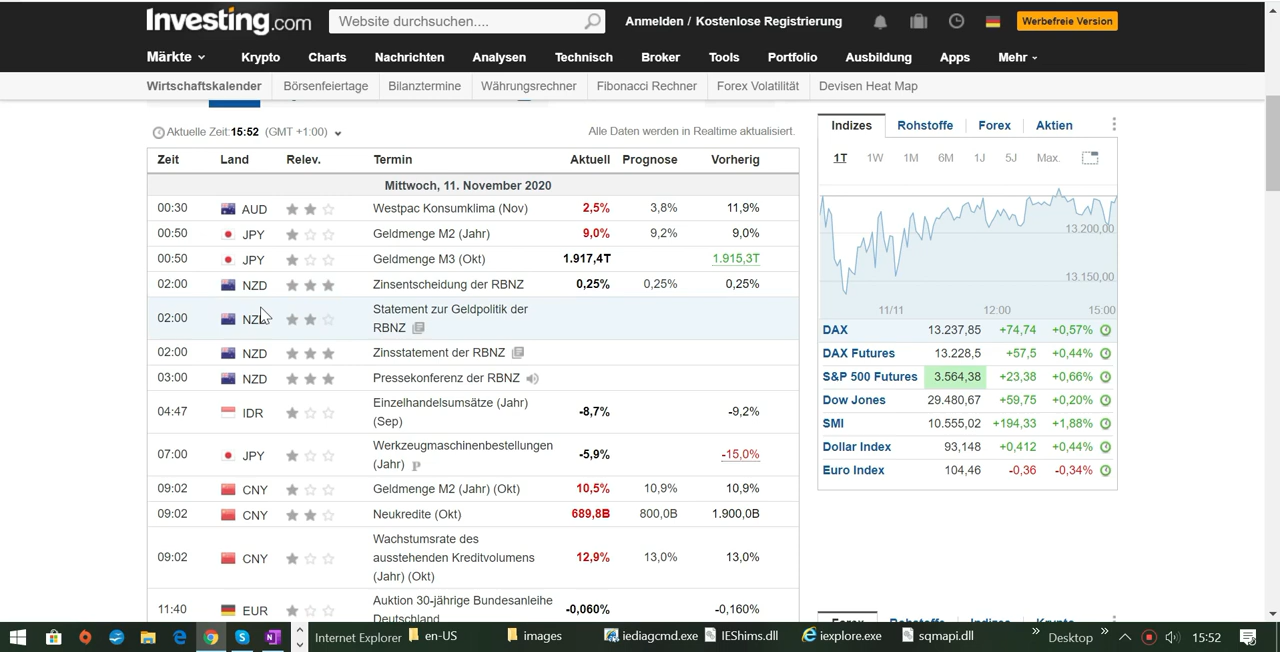 Investing.com
Website durchsuchen...
Anmelden / Kostenlose Registrierung
Werbefreie Version
Märkte Krypto Charts Nachrichten Analysen Technisch Broker Tools Portfolio Ausbildung Apps Mehr
Wirtschaftskalender Börsenfeiertage Bilanztermine Währungsrechner Fibonacci Rechner Forex Volatilität Devisen Heat Map
Aktuelle Zeit:15:52 (GMT +1:00)
Alle Daten werden in Realtime aktualisiert.
Zeit Land Relev. Termin Aktuell Prognose Vorherig
Mittwoch, 11. November 2020
00:30 AUD Westpac Konsumklima (Nov) 2,5% 3,8% 11,9%
00:50 JPY Geldmenge M2 (Jahr) 9,0% 9,2% 9,0%
00:50 JPY Geldmenge M3 (Okt) 1.917,4T 1.915,3T
02:00 NZD Zinsentscheidung der RBNZ 0,25% 0,25% 0,25%
02:00 NZD Statement zur Geldpolitik der
RBNZ
02:00 NZD Zinsstatement der RBNZ
03:00 NZD Pressekonferenz der RBNZ
04:47 IDR Einzelhandelsumsätze (Jahr)
(Sep) -8,7% -9,2%
07:00 JPY Werkzeugmaschinenbestellungen
(Jahr) P -5,9% -15,0%
09:02 CNY Geldmenge M2 (Jahr) (Okt) 10,5% 10,9% 10,9%
09:02 CNY Neukredite (Okt) 689,8B 800,0B 1.900,0B
09:02 CNY Wachstumsrate des
ausstehenden Kreditvolumens
(Jahr) (Okt) 12,9% 13,0% 13,0%
11:40 EUR Auktion 30-jährige Bundesanleihe
Deutschland -0,060% -0,160%
Indizes Rohstoffe Forex Aktien
1T 1W 1M 6M 1J 5J Max.
13.200,00
13.150,00
11/11 12:00 15:00
DAX 13.237,85 +74,74 +0,57%
DAX Futures 13.228,5 +57,5 +0,44%
S&P 500 Futures 3.564,38 +23,38 +0,66%
Dow Jones 29.480,67 +59,75 +0,20%
SMI 10.555,02 +194,33 +1,88%
Dollar Index 93,148 +0,412 +0,44%
Euro Index 104,46 -0,36 -0,34%
Forex Rohstoffe Indizes Krypto
Internet Explorer en-US images iediagcmd.exe IEShims.dll iexplore.exe sqmapi.dll Desktop 15:52